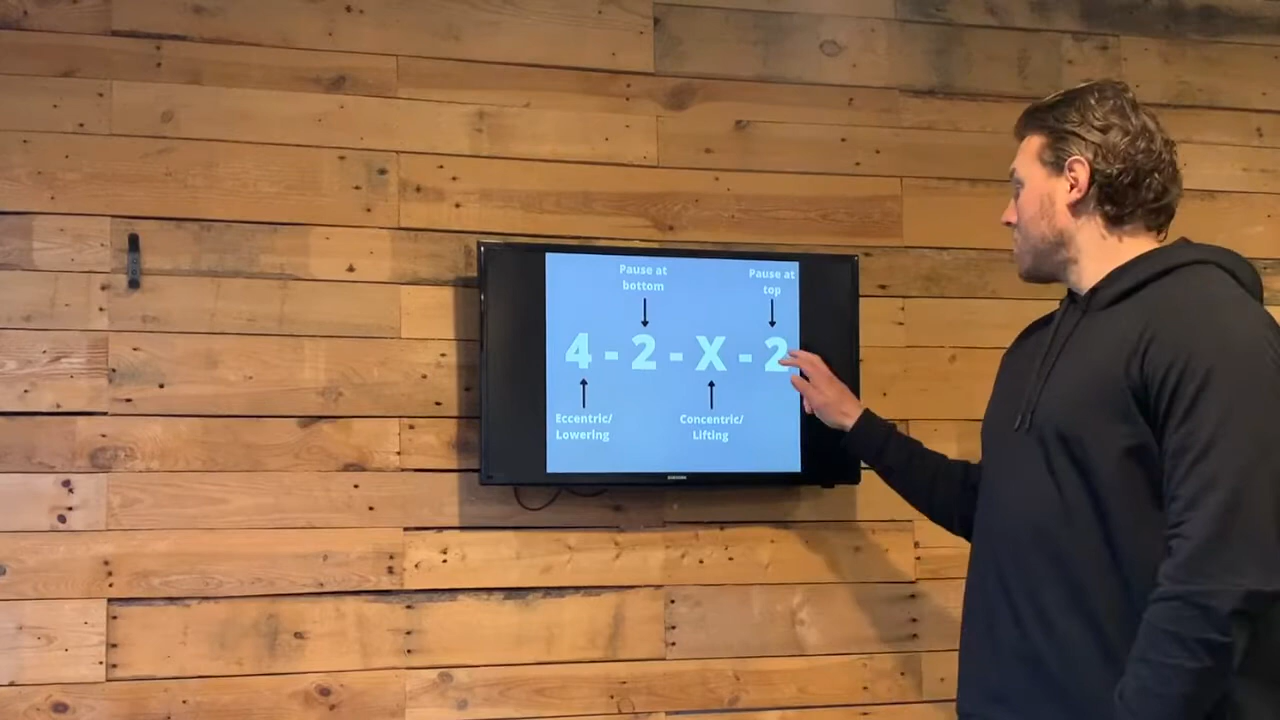 Pause at
bottom
Pause at
top
4 - 2 - X - 2
Eccentric/
Lowering
Concentric/
Lifting